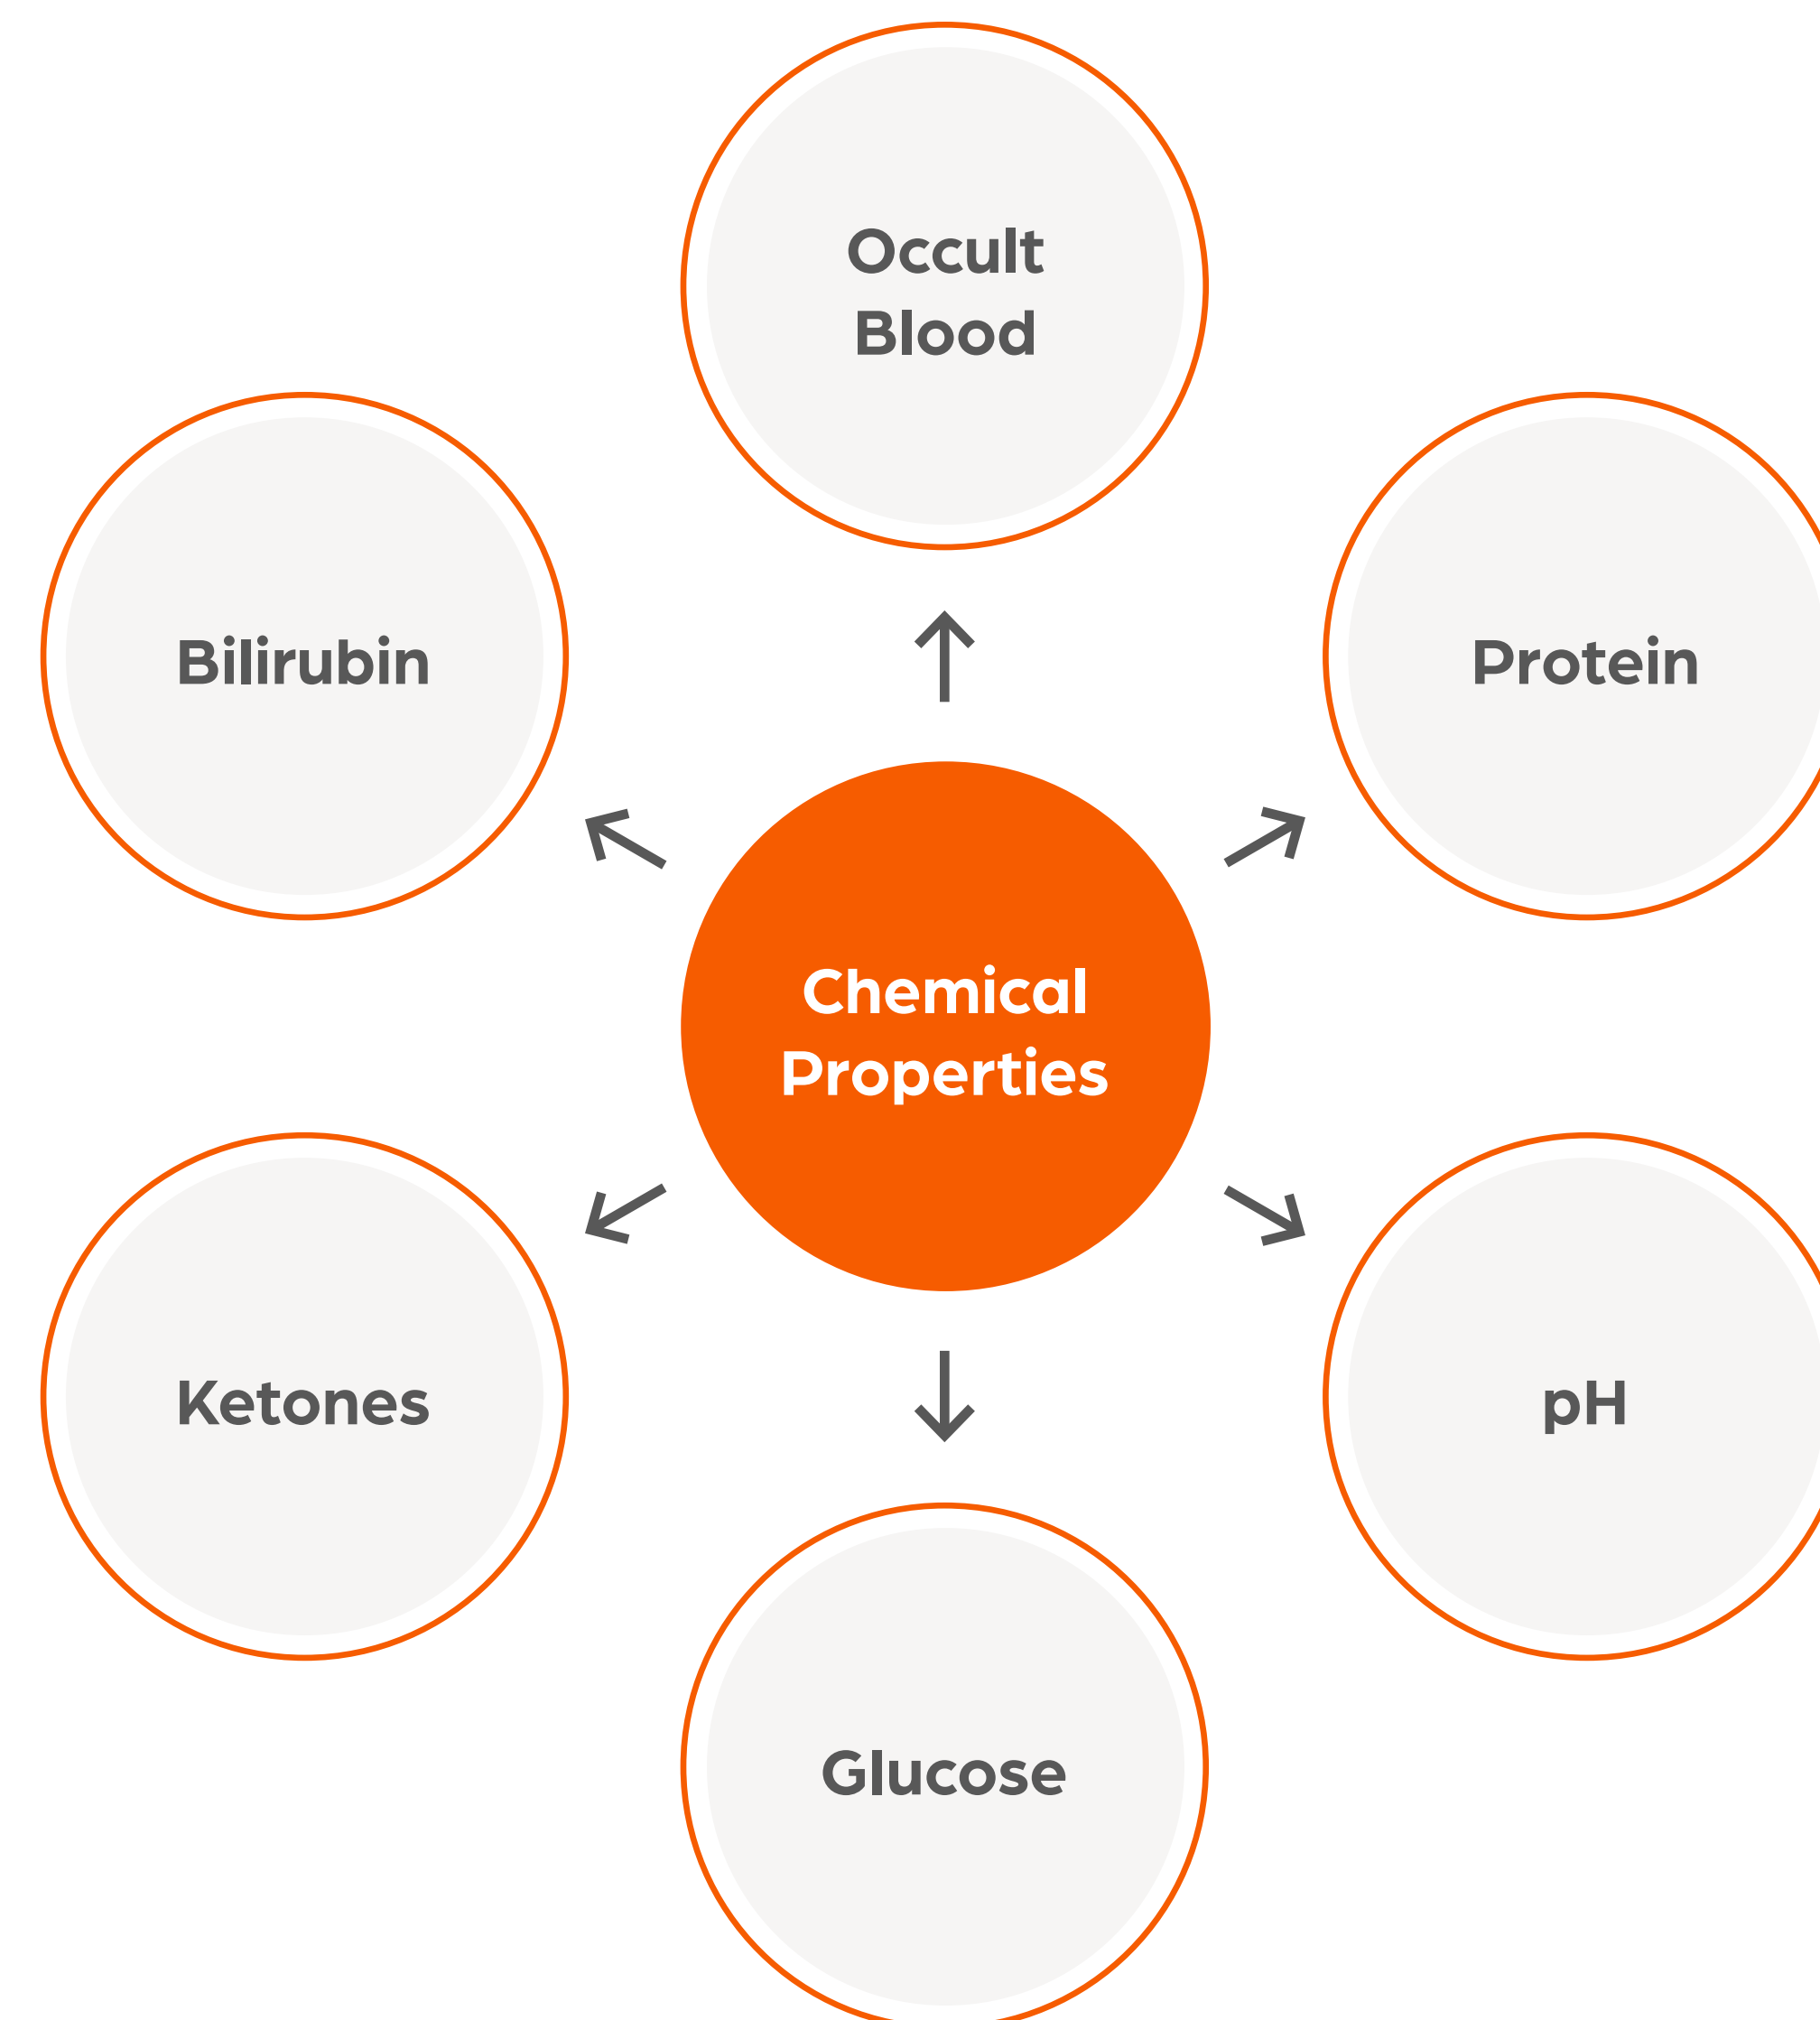 Occult
Blood
Bilirubin
Protein
Chemical
Properties
Ketones
pH
Glucose